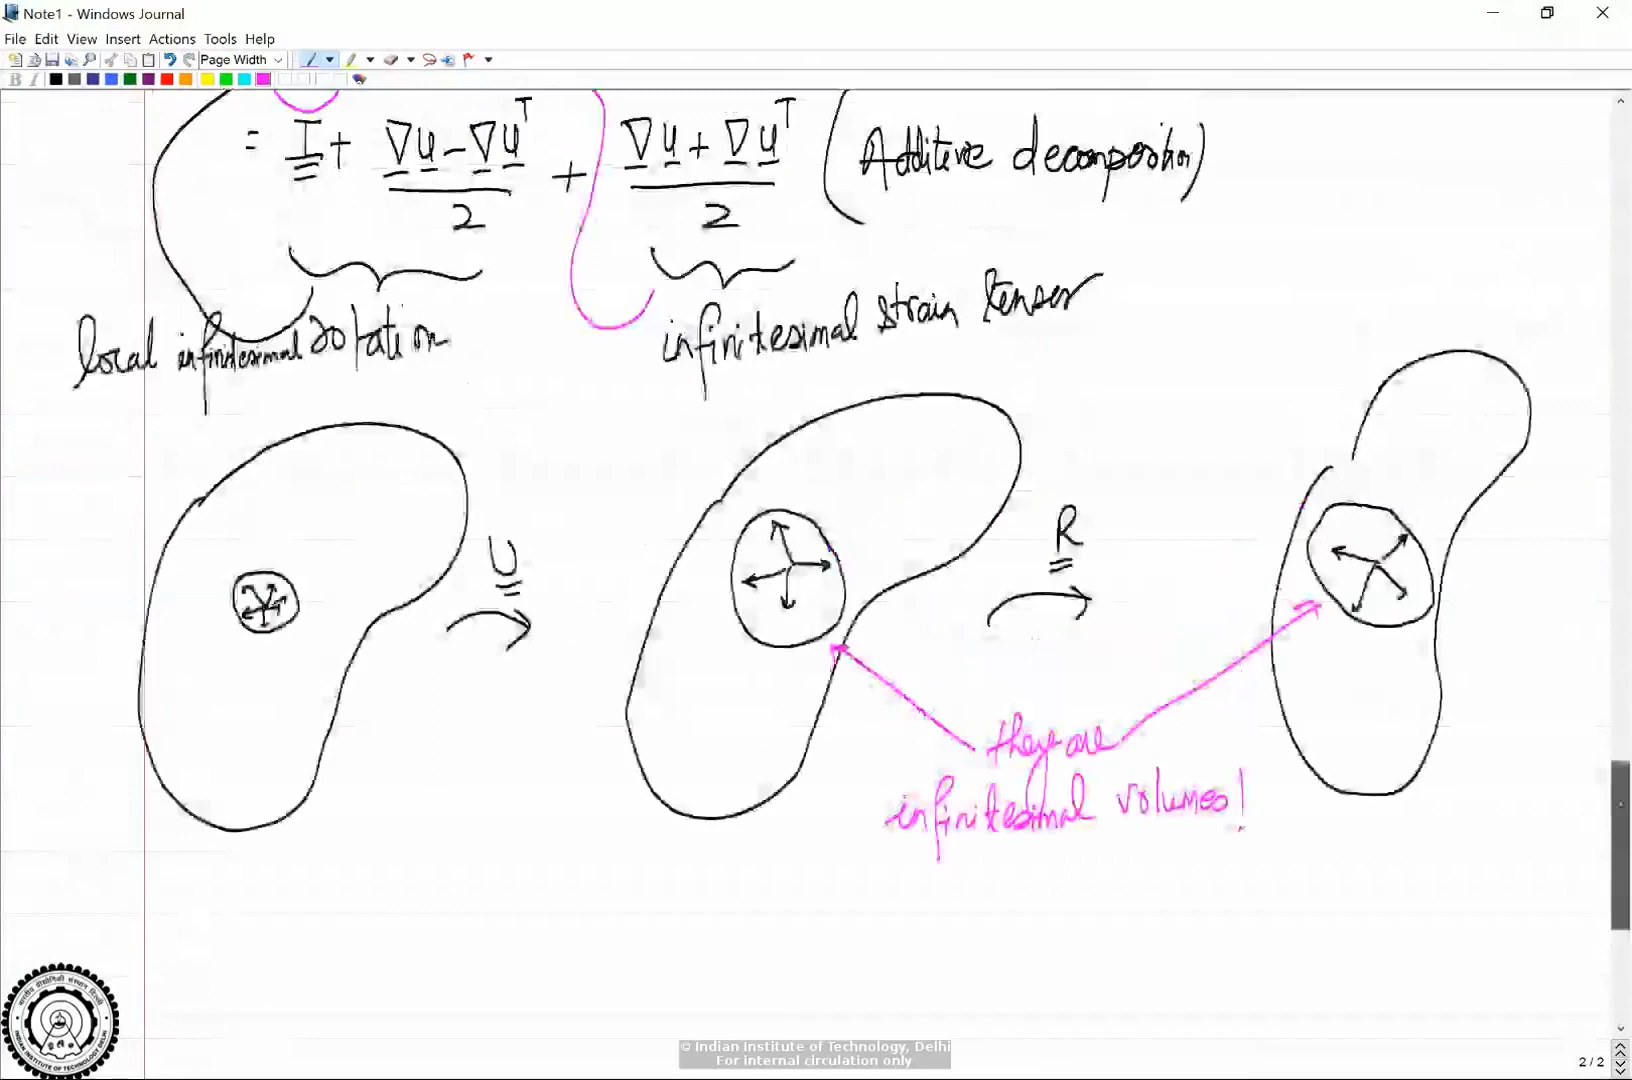 Note1 - Windows Journal
File Edit View Insert Actions Tools Help
Page Width
B I
= I + ∇u - ∇u^T / 2 + ∇u + ∇u^T / 2 (Additive decomposition)
local infinitesimal rotation
infinitesimal strain tensor
U
R
they are
infinitesimal volumes!
© Indian Institute of Technology, Delhi
For internal circulation only
2 / 2